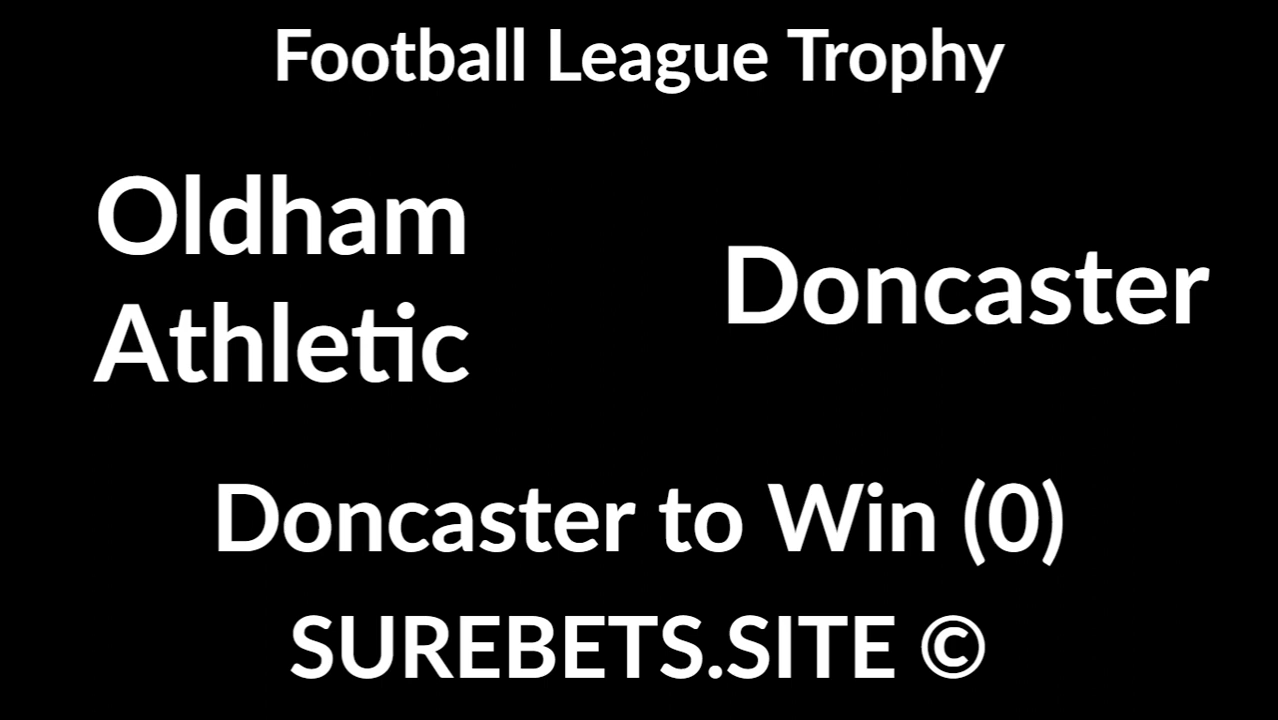 Football League Trophy
Oldham
Athletic
Doncaster
Doncaster to Win (0)
SUREBETS.SITE ©